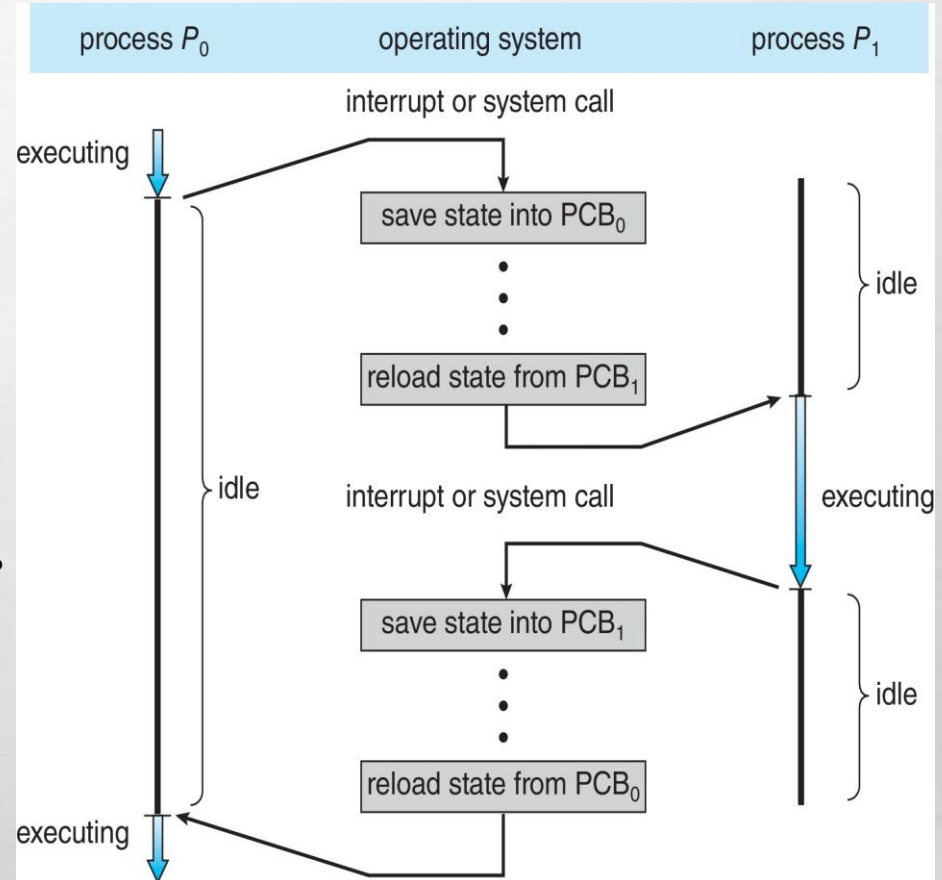 process P₀ operating system process P₁
interrupt or system call
executing
save state into PCB₀
idle
reload state from PCB₁
idle
interrupt or system call
executing
save state into PCB₁
idle
reload state from PCB₀
executing